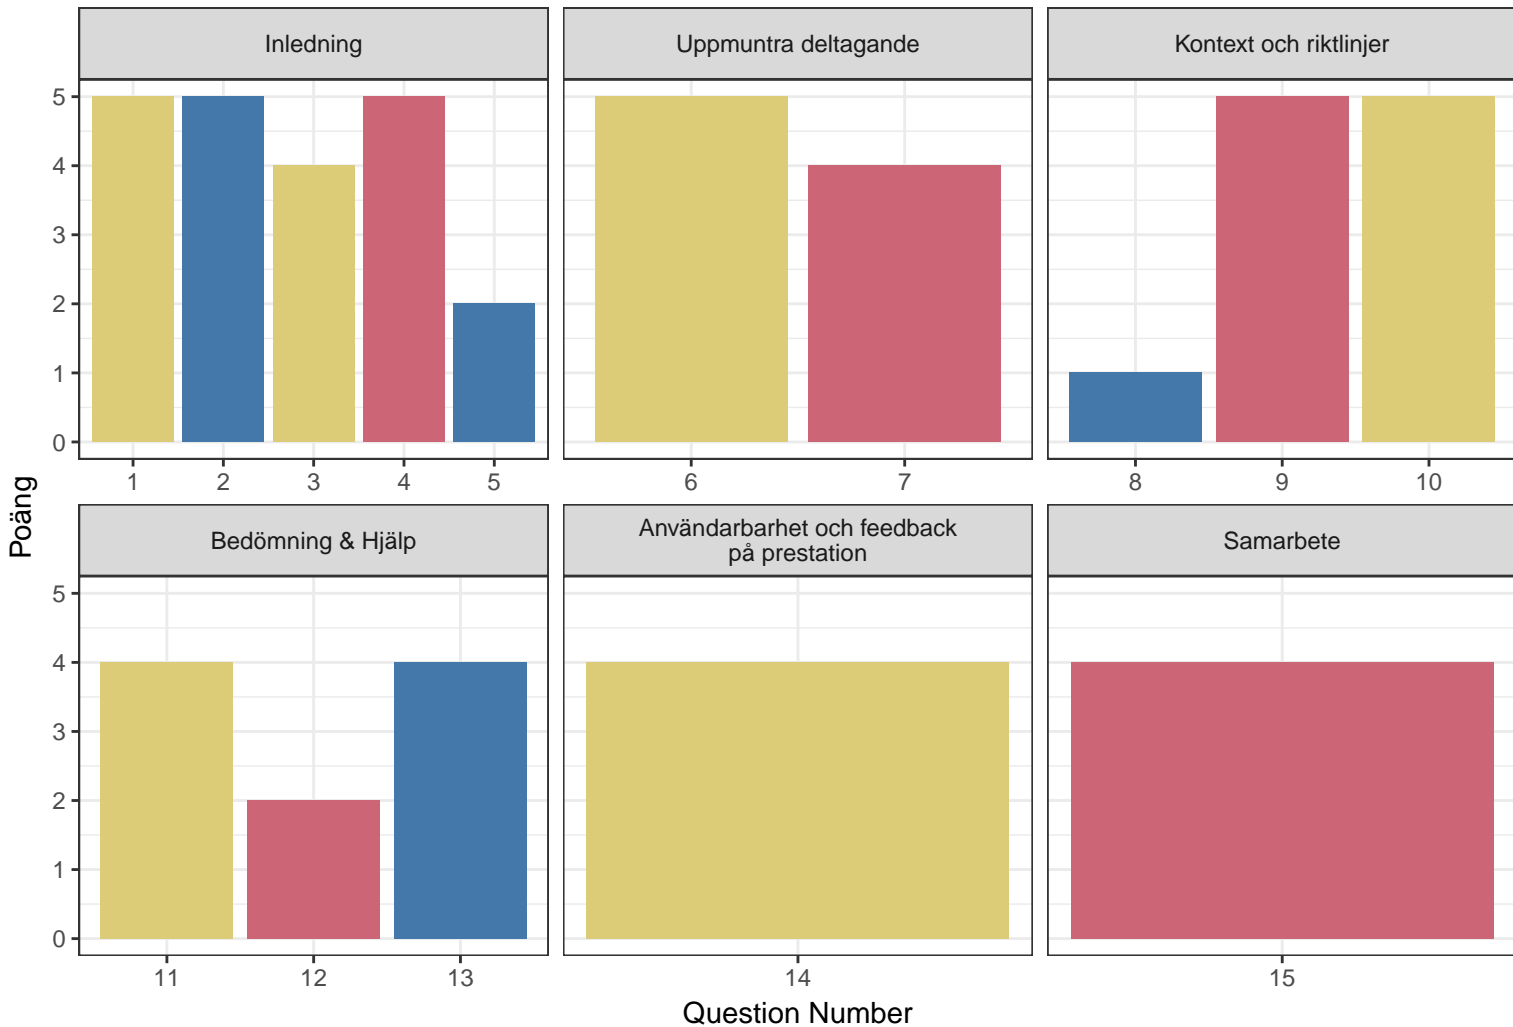 Inledning
Uppmuntra deltagande
Kontext och riktlinjer
5
4
3
2
1
0
1 2 3 4 5
6 7
8 9 10
Poäng
Bedömning & Hjälp
Användarbarhet och feedback
på prestation
Samarbete
5
4
3
2
1
0
11 12 13
14
15
Question Number